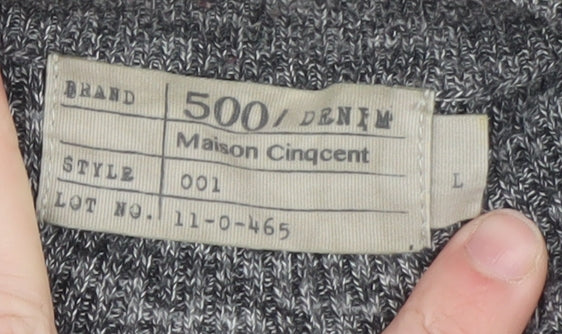 BRAND 500/ DENIM
Maison Cinqcent
STYLE 001
LOT NO. 11-0-465
L